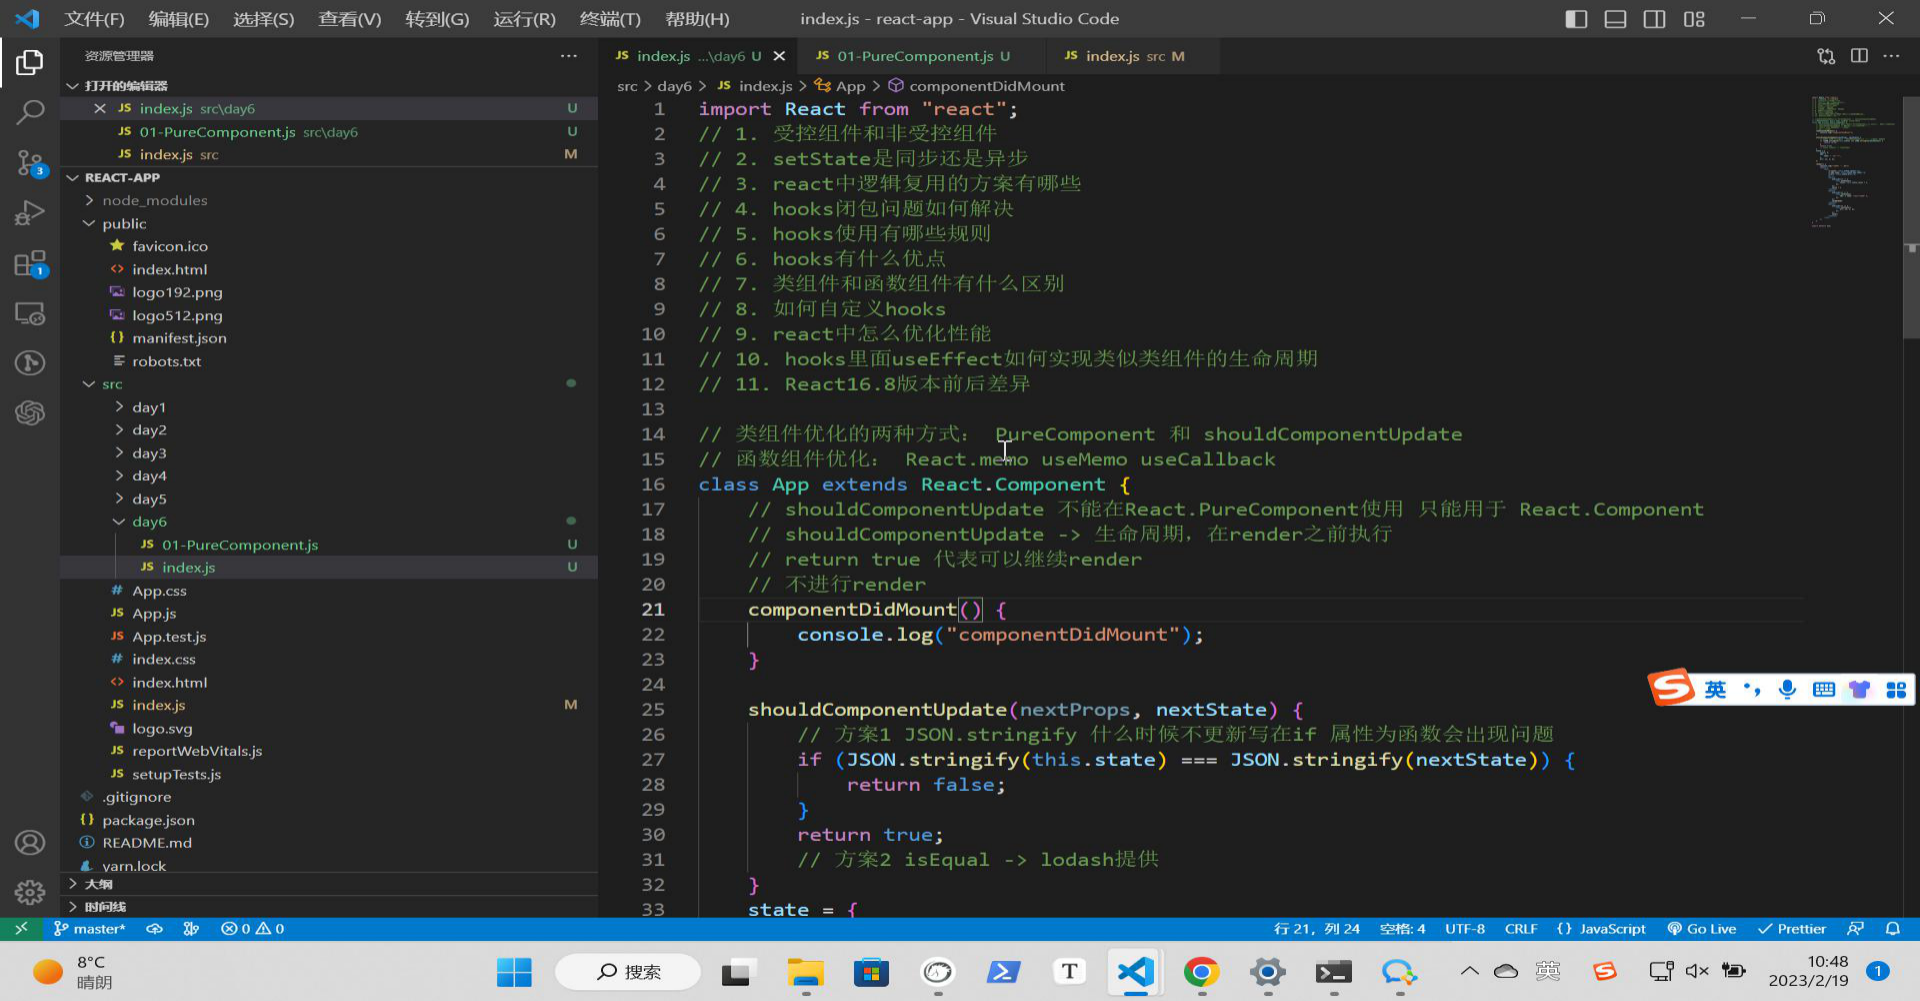 文件(F) 编辑(E) 选择(S) 查看(V) 转到(G) 运行(R) 终端(T) 帮助(H) index.js - react-app - Visual Studio Code
资源管理器
打开的编辑器
JS index.js src\day6 U
JS 01-PureComponent.js src\day6 U
JS index.js src M
REACT-APP
node_modules
public
favicon.ico
<> index.html
logo192.png
logo512.png
{} manifest.json
robots.txt
src
day1
day2
day3
day4
day5
day6
JS 01-PureComponent.js U
JS index.js U
# App.css
JS App.js
JS App.test.js
# index.css
<> index.html
JS index.js M
logo.svg
JS reportWebVitals.js
JS setupTests.js
.gitignore
{} package.json
README.md
yarn.lock
大纲
时间线
3
1
JS index.js ...\day6 U JS 01-PureComponent.js U JS index.js src M
src > day6 > JS index.js > App > componentDidMount
1 import React from "react";
2 // 1. 受控组件和非受控组件
3 // 2. setState是同步还是异步
4 // 3. react中逻辑复用的方案有哪些
5 // 4. hooks闭包问题如何解决
6 // 5. hooks使用有哪些规则
7 // 6. hooks有什么优点
8 // 7. 类组件和函数组件有什么区别
9 // 8. 如何自定义hooks
10 // 9. react中怎么优化性能
11 // 10. hooks里面useEffect如何实现类似类组件的生命周期
12 // 11. React16.8版本前后差异
13
14 // 类组件优化的两种方式: PureComponent 和 shouldComponentUpdate
15 // 函数组件优化: React.memo useMemo useCallback
16 class App extends React.Component {
17 // shouldComponentUpdate 不能在React.PureComponent使用 只能用于 React.Component
18 // shouldComponentUpdate -> 生命周期, 在render之前执行
19 // return true 代表可以继续render
20 // 不进行render
21 componentDidMount() {
22 console.log("componentDidMount");
23 }
24
25 shouldComponentUpdate(nextProps, nextState) {
26 // 方案1 JSON.stringify 什么时候不更新写在if 属性为函数会出现问题
27 if (JSON.stringify(this.state) === JSON.stringify(nextState)) {
28 return false;
29 }
30 return true;
31 // 方案2 isEqual -> lodash提供
32 }
33 state = {
S 英
master* 0 0 行 21, 列 24 空格: 4 UTF-8 CRLF {} JavaScript Go Live Prettier
8°C
晴朗
搜索
T
英
10:48
2023/2/19
1